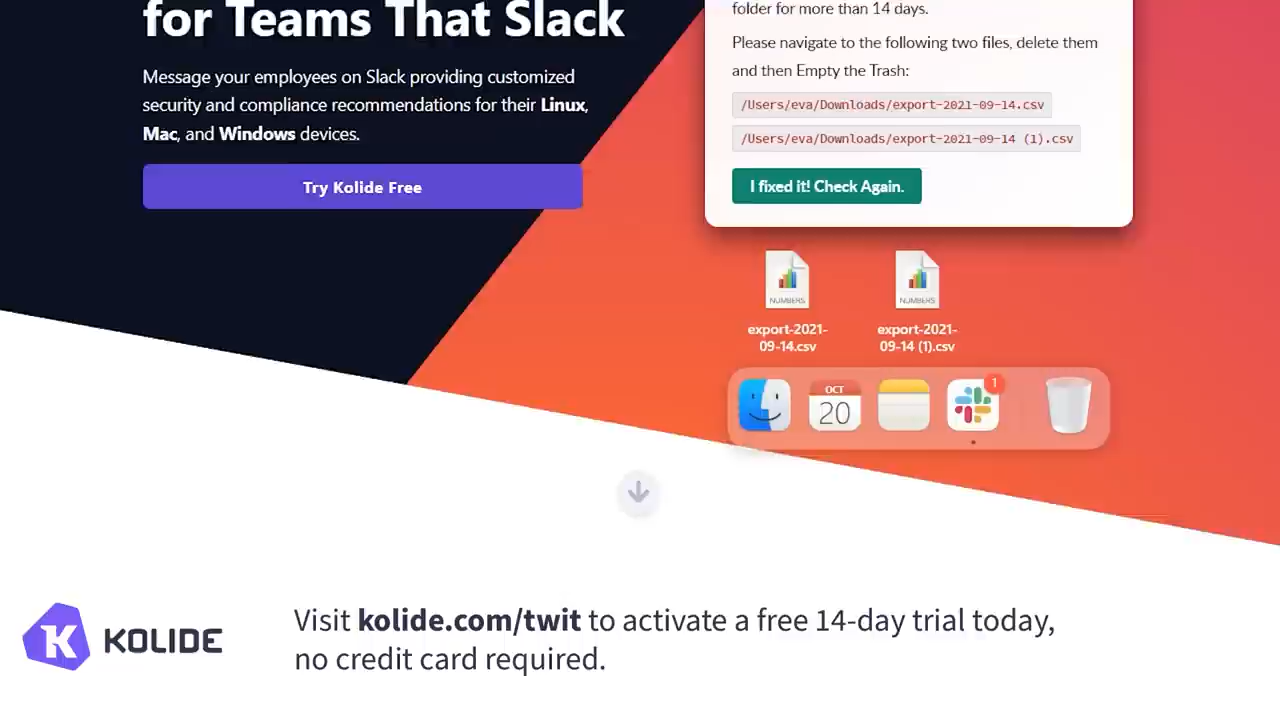 for Teams That Slack
Message your employees on Slack providing customized
security and compliance recommendations for their Linux,
Mac, and Windows devices.
Try Kolide Free
folder for more than 14 days.
Please navigate to the following two files, delete them
and then Empty the Trash:
/Users/eva/Downloads/export-2021-09-14.csv
/Users/eva/Downloads/export-2021-09-14 (1).csv
I fixed it! Check Again.
NUMBERS
NUMBERS
export-2021-
09-14.csv
export-2021-
09-14 (1).csv
OCT
20
1
K KOLIDE
Visit kolide.com/twit to activate a free 14-day trial today,
no credit card required.